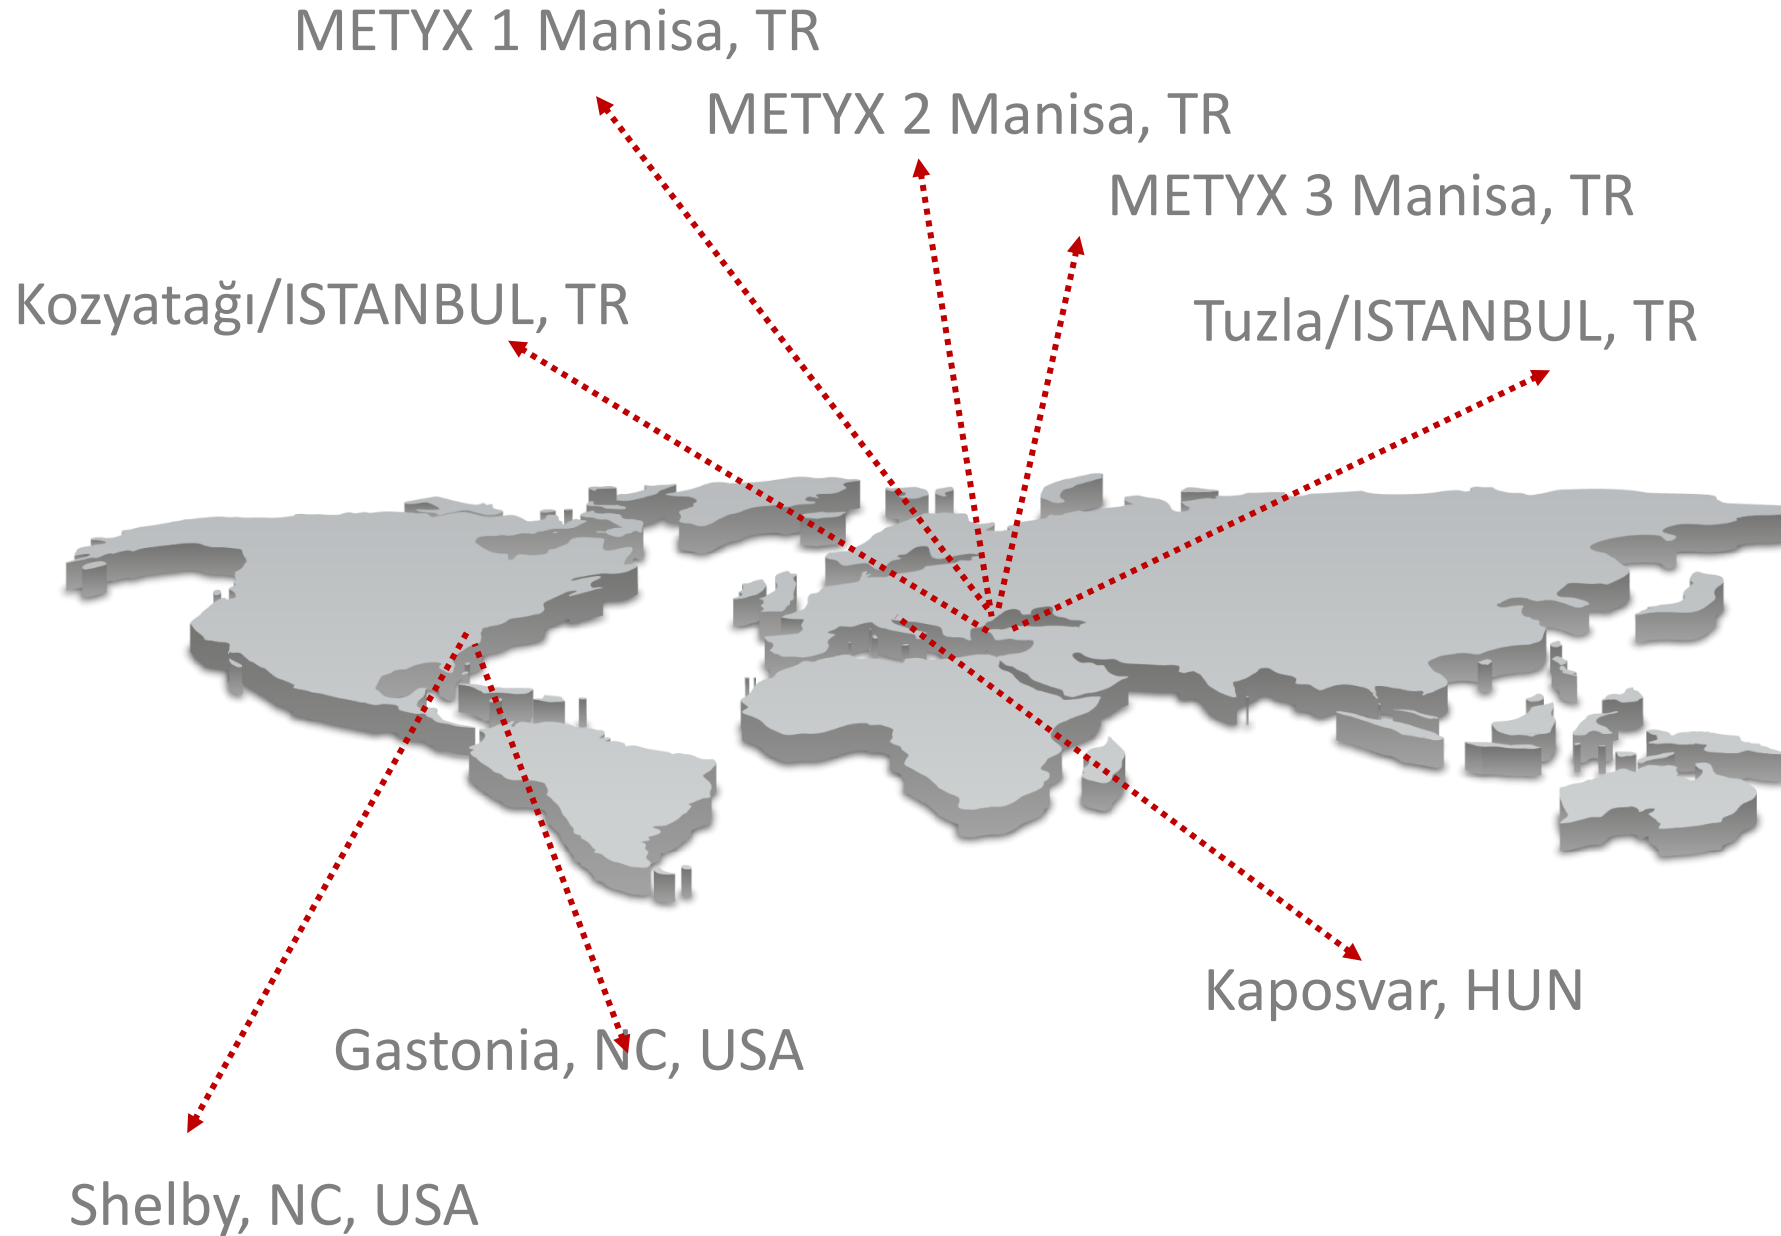 METYX 1 Manisa, TR
METYX 2 Manisa, TR
METYX 3 Manisa, TR
Kozyatağı/ISTANBUL, TR
Tuzla/ISTANBUL, TR
Kaposvar, HUN
Gastonia, NC, USA
Shelby, NC, USA